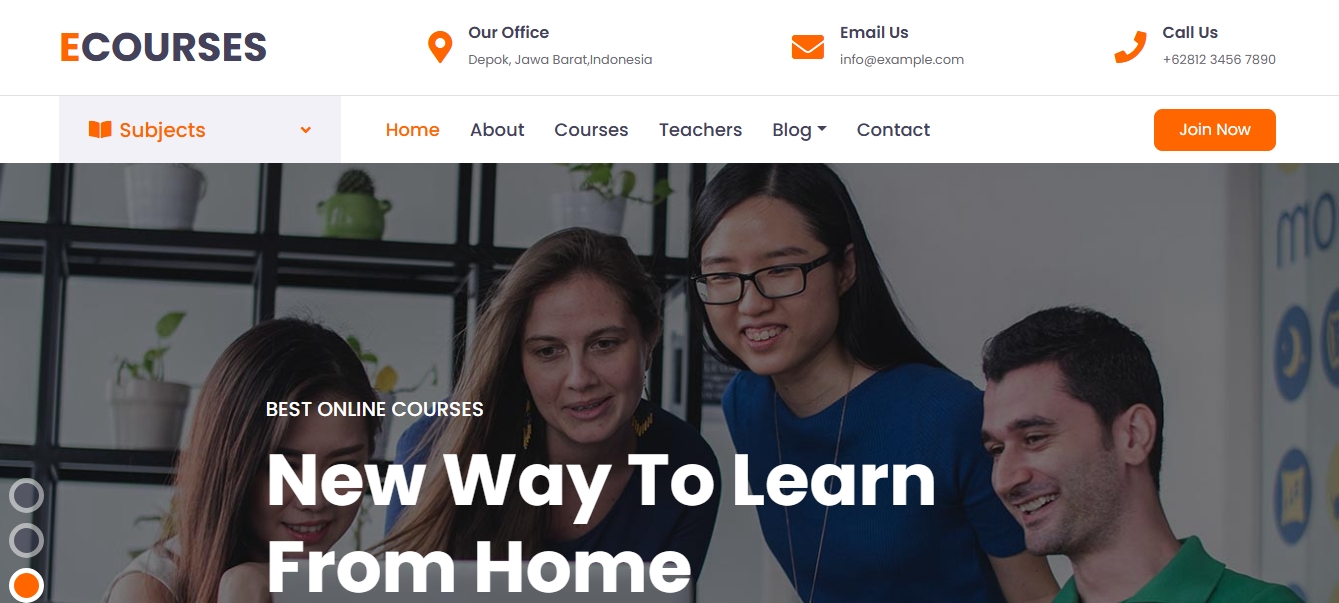 ECOURSES
Our Office
Depok, Jawa Barat,Indonesia
Email Us
info@example.com
Call Us
+62812 3456 7890
Subjects
Home
About
Courses
Teachers
Blog
Contact
Join Now
mo
BEST ONLINE COURSES
New Way To Learn
From Home